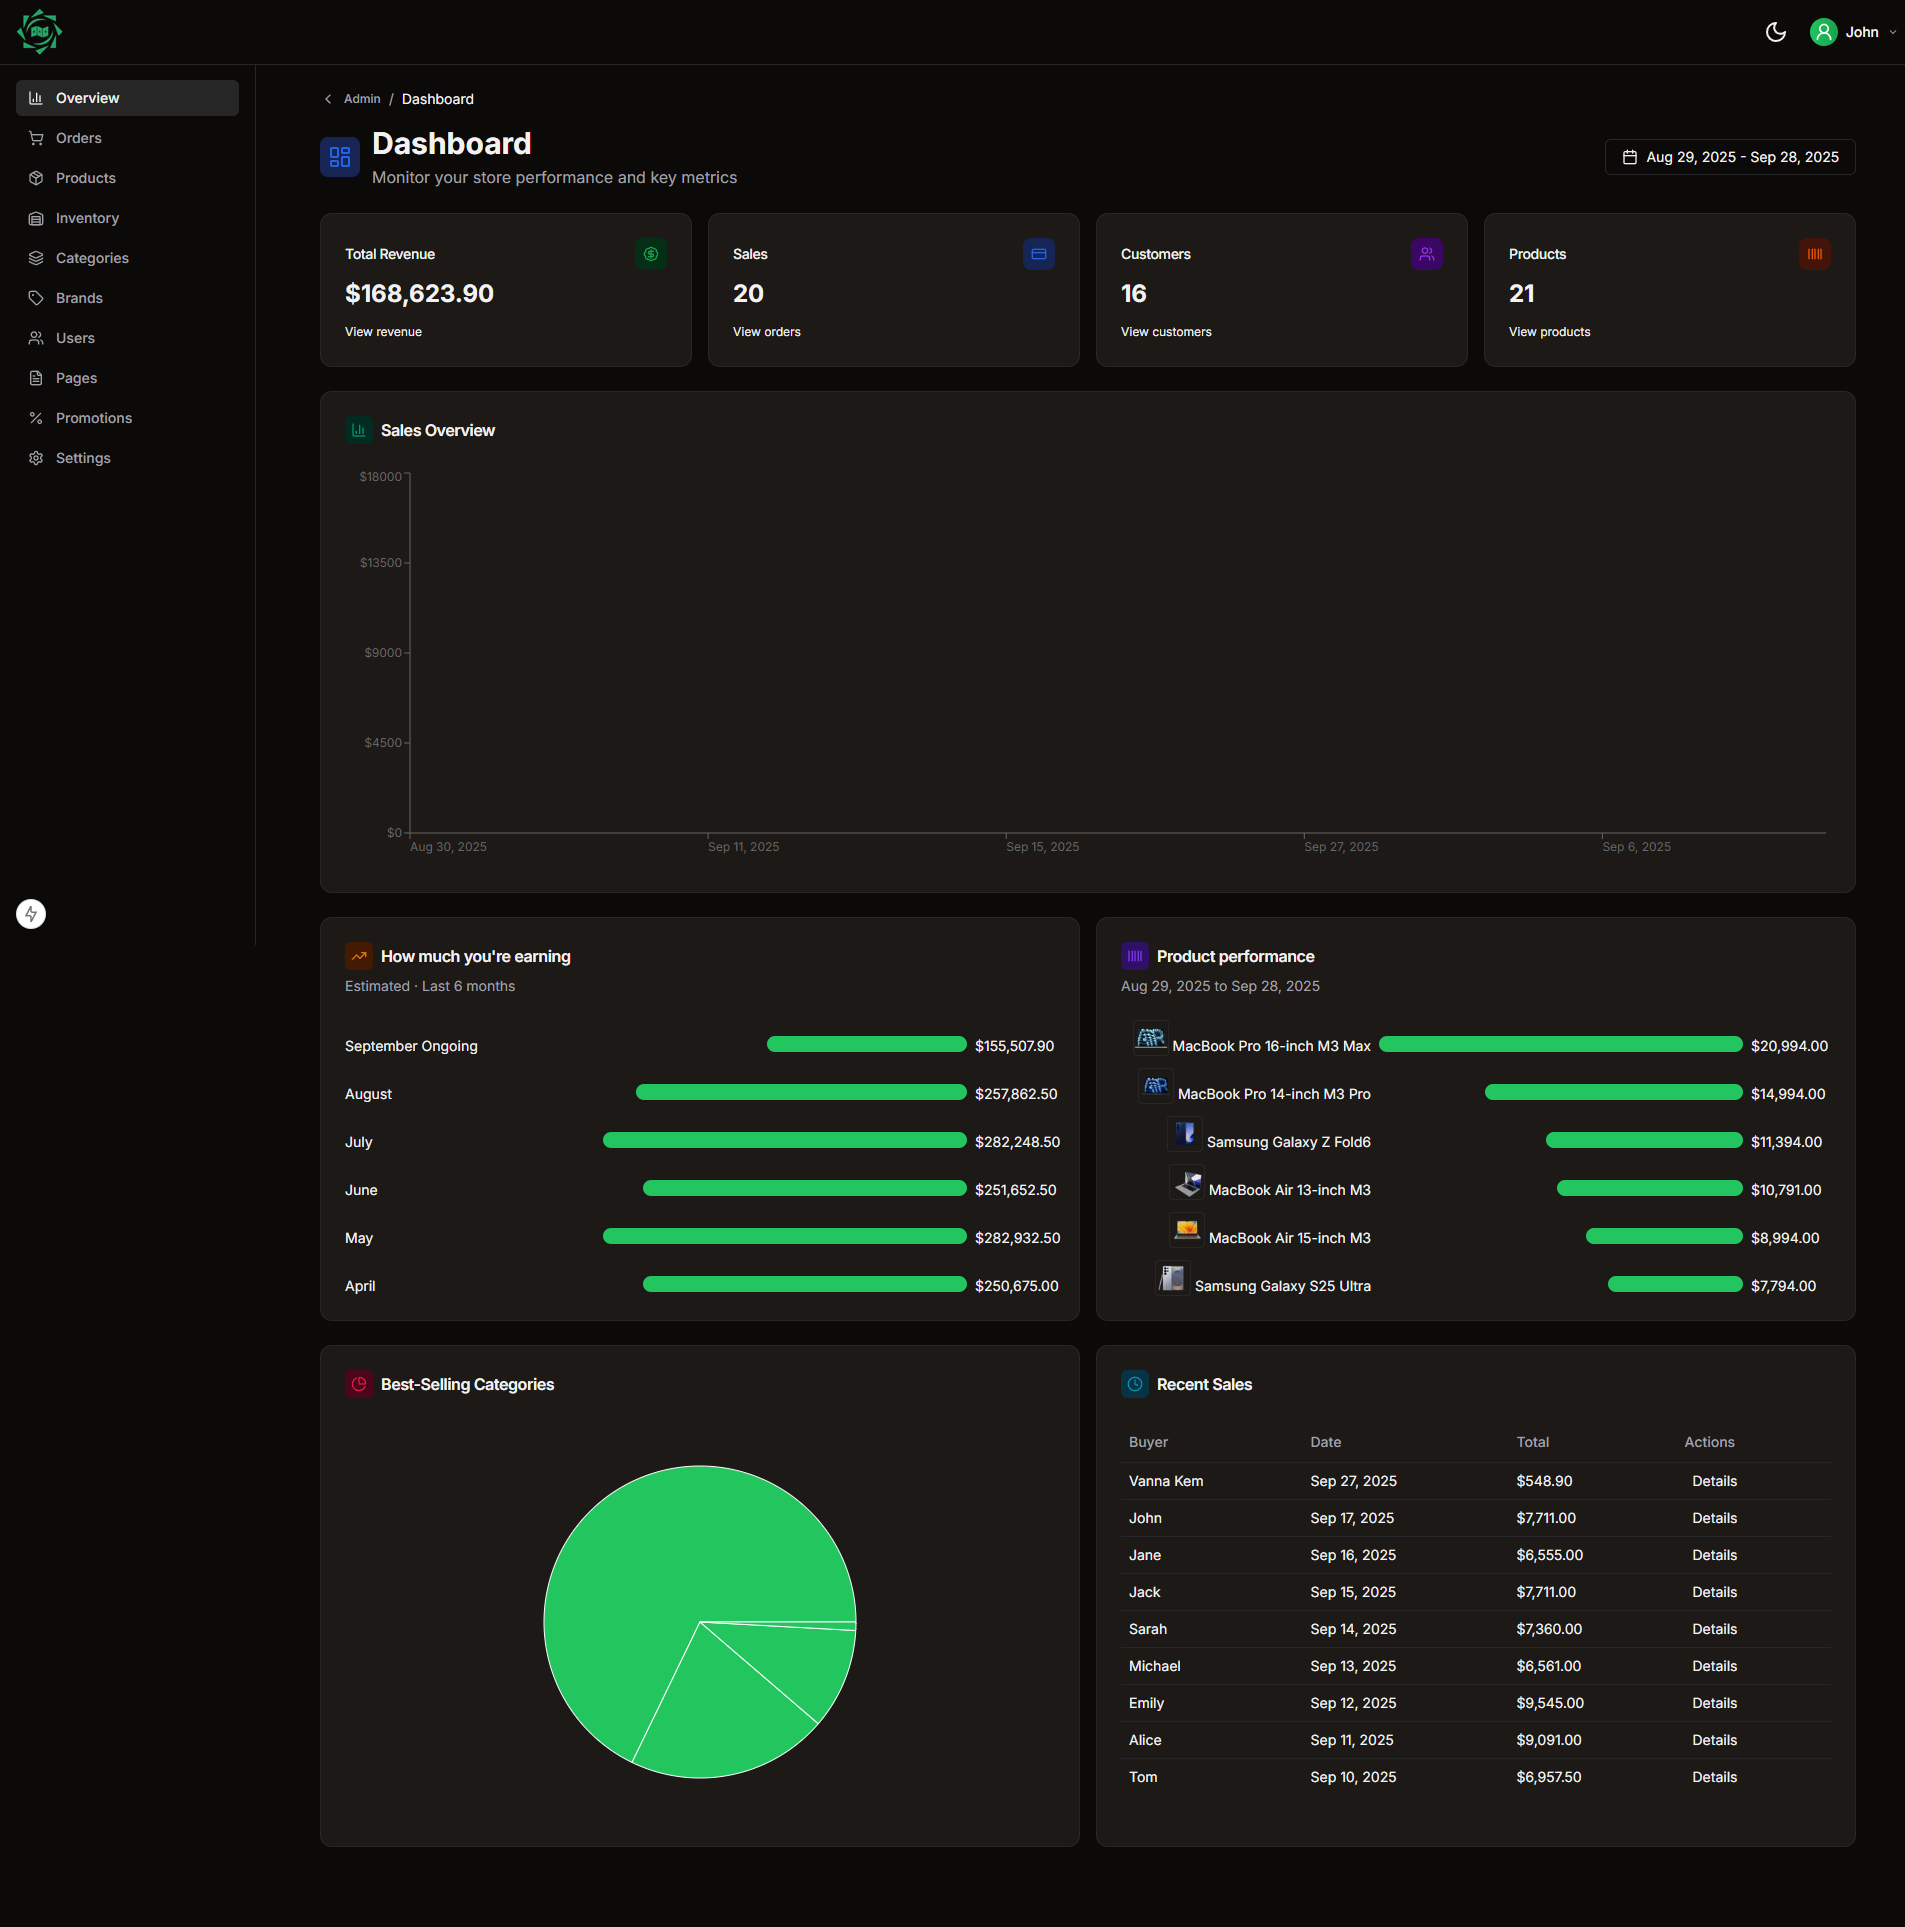 John
Overview
Orders
Products
Inventory
Categories
Brands
Users
Pages
Promotions
Settings
Admin / Dashboard
Dashboard
Monitor your store performance and key metrics
Aug 29, 2025 - Sep 28, 2025
Total Revenue
$168,623.90
View revenue
Sales
20
View orders
Customers
16
View customers
Products
21
View products
Sales Overview
$18000
$13500
$9000
$4500
$0
Aug 30, 2025 Sep 11, 2025 Sep 15, 2025 Sep 27, 2025 Sep 6, 2025
How much you're earning
Estimated · Last 6 months
September Ongoing $155,507.90
August $257,862.50
July $282,248.50
June $251,652.50
May $282,932.50
April $250,675.00
Product performance
Aug 29, 2025 to Sep 28, 2025
MacBook Pro 16-inch M3 Max $20,994.00
MacBook Pro 14-inch M3 Pro $14,994.00
Samsung Galaxy Z Fold6 $11,394.00
MacBook Air 13-inch M3 $10,791.00
MacBook Air 15-inch M3 $8,994.00
Samsung Galaxy S25 Ultra $7,794.00
Best-Selling Categories
Recent Sales
Buyer Date Total Actions
Vanna Kem Sep 27, 2025 $548.90 Details
John Sep 17, 2025 $7,711.00 Details
Jane Sep 16, 2025 $6,555.00 Details
Jack Sep 15, 2025 $7,711.00 Details
Sarah Sep 14, 2025 $7,360.00 Details
Michael Sep 13, 2025 $6,561.00 Details
Emily Sep 12, 2025 $9,545.00 Details
Alice Sep 11, 2025 $9,091.00 Details
Tom Sep 10, 2025 $6,957.50 Details